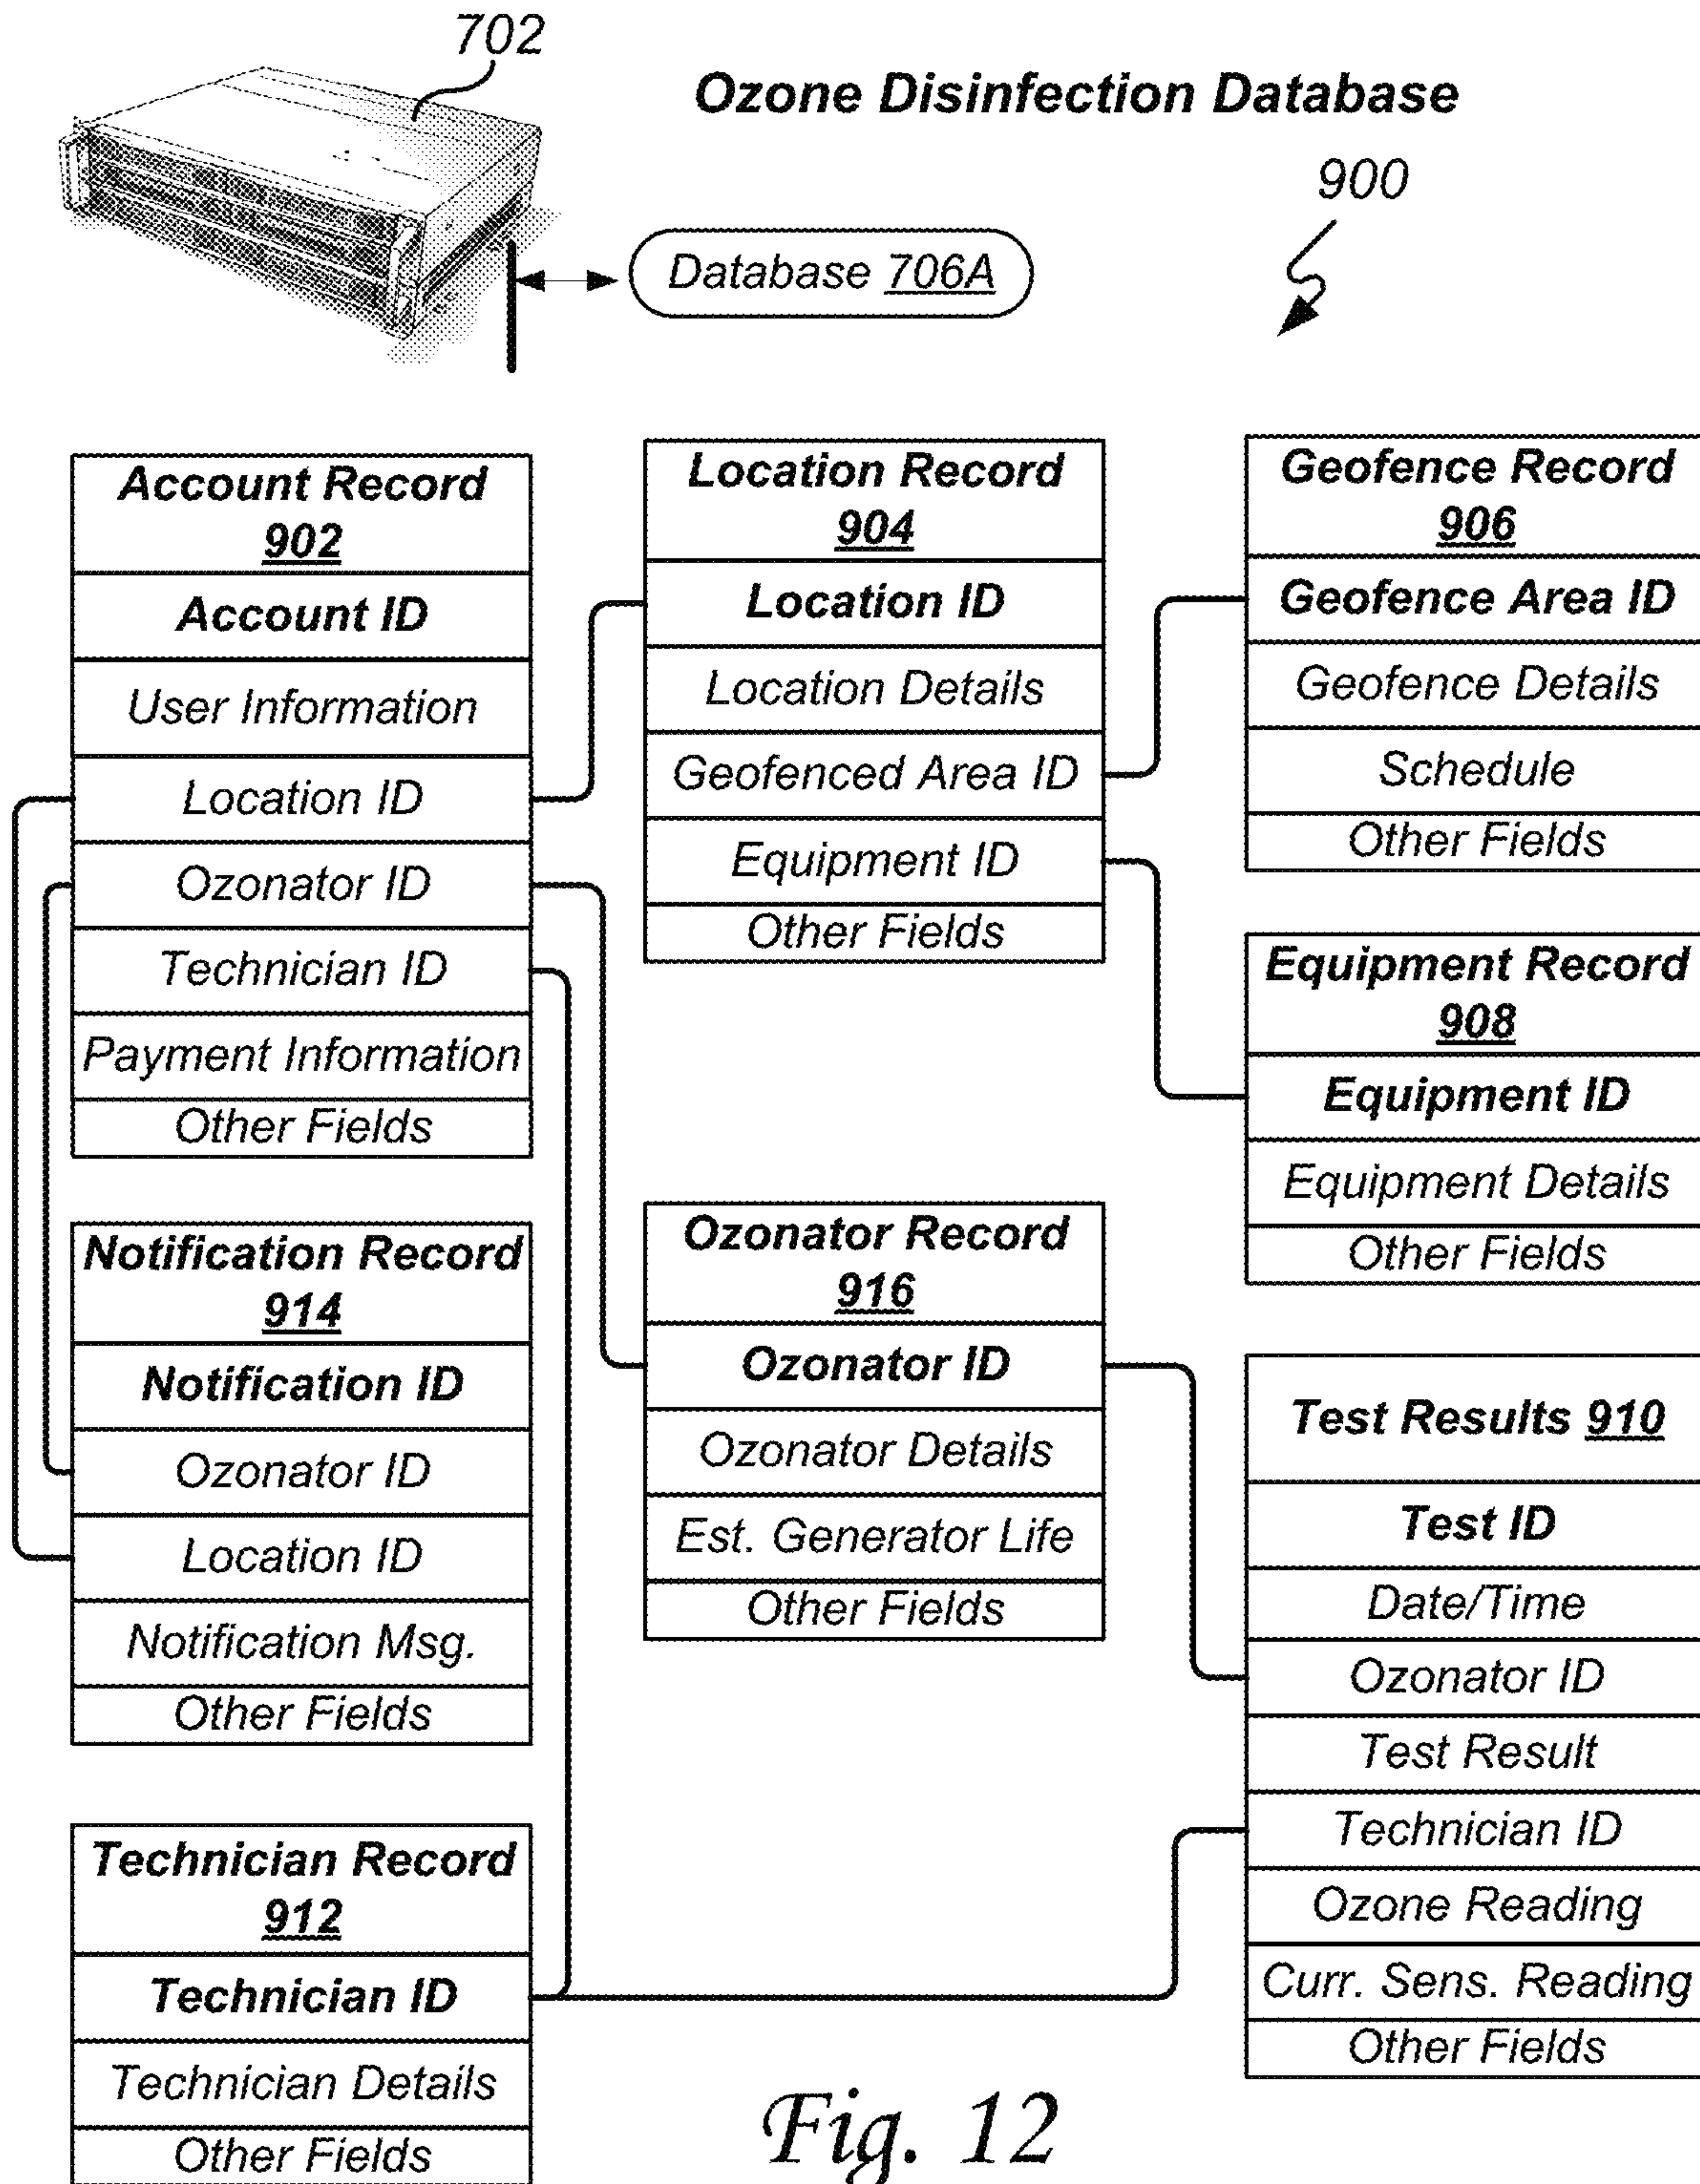 702
Ozone Disinfection Database
900
Database 706A
Account Record
902
Account ID
User Information
Location ID
Ozonator ID
Technician ID
Payment Information
Other Fields
Location Record
904
Location ID
Location Details
Geofenced Area ID
Equipment ID
Other Fields
Geofence Record
906
Geofence Area ID
Geofence Details
Schedule
Other Fields
Equipment Record
908
Equipment ID
Equipment Details
Other Fields
Notification Record
914
Notification ID
Ozonator ID
Location ID
Notification Msg.
Other Fields
Ozonator Record
916
Ozonator ID
Ozonator Details
Est. Generator Life
Other Fields
Test Results 910
Test ID
Date/Time
Ozonator ID
Test Result
Technician ID
Ozone Reading
Curr. Sens. Reading
Other Fields
Technician Record
912
Technician ID
Technician Details
Other Fields
Fig. 12